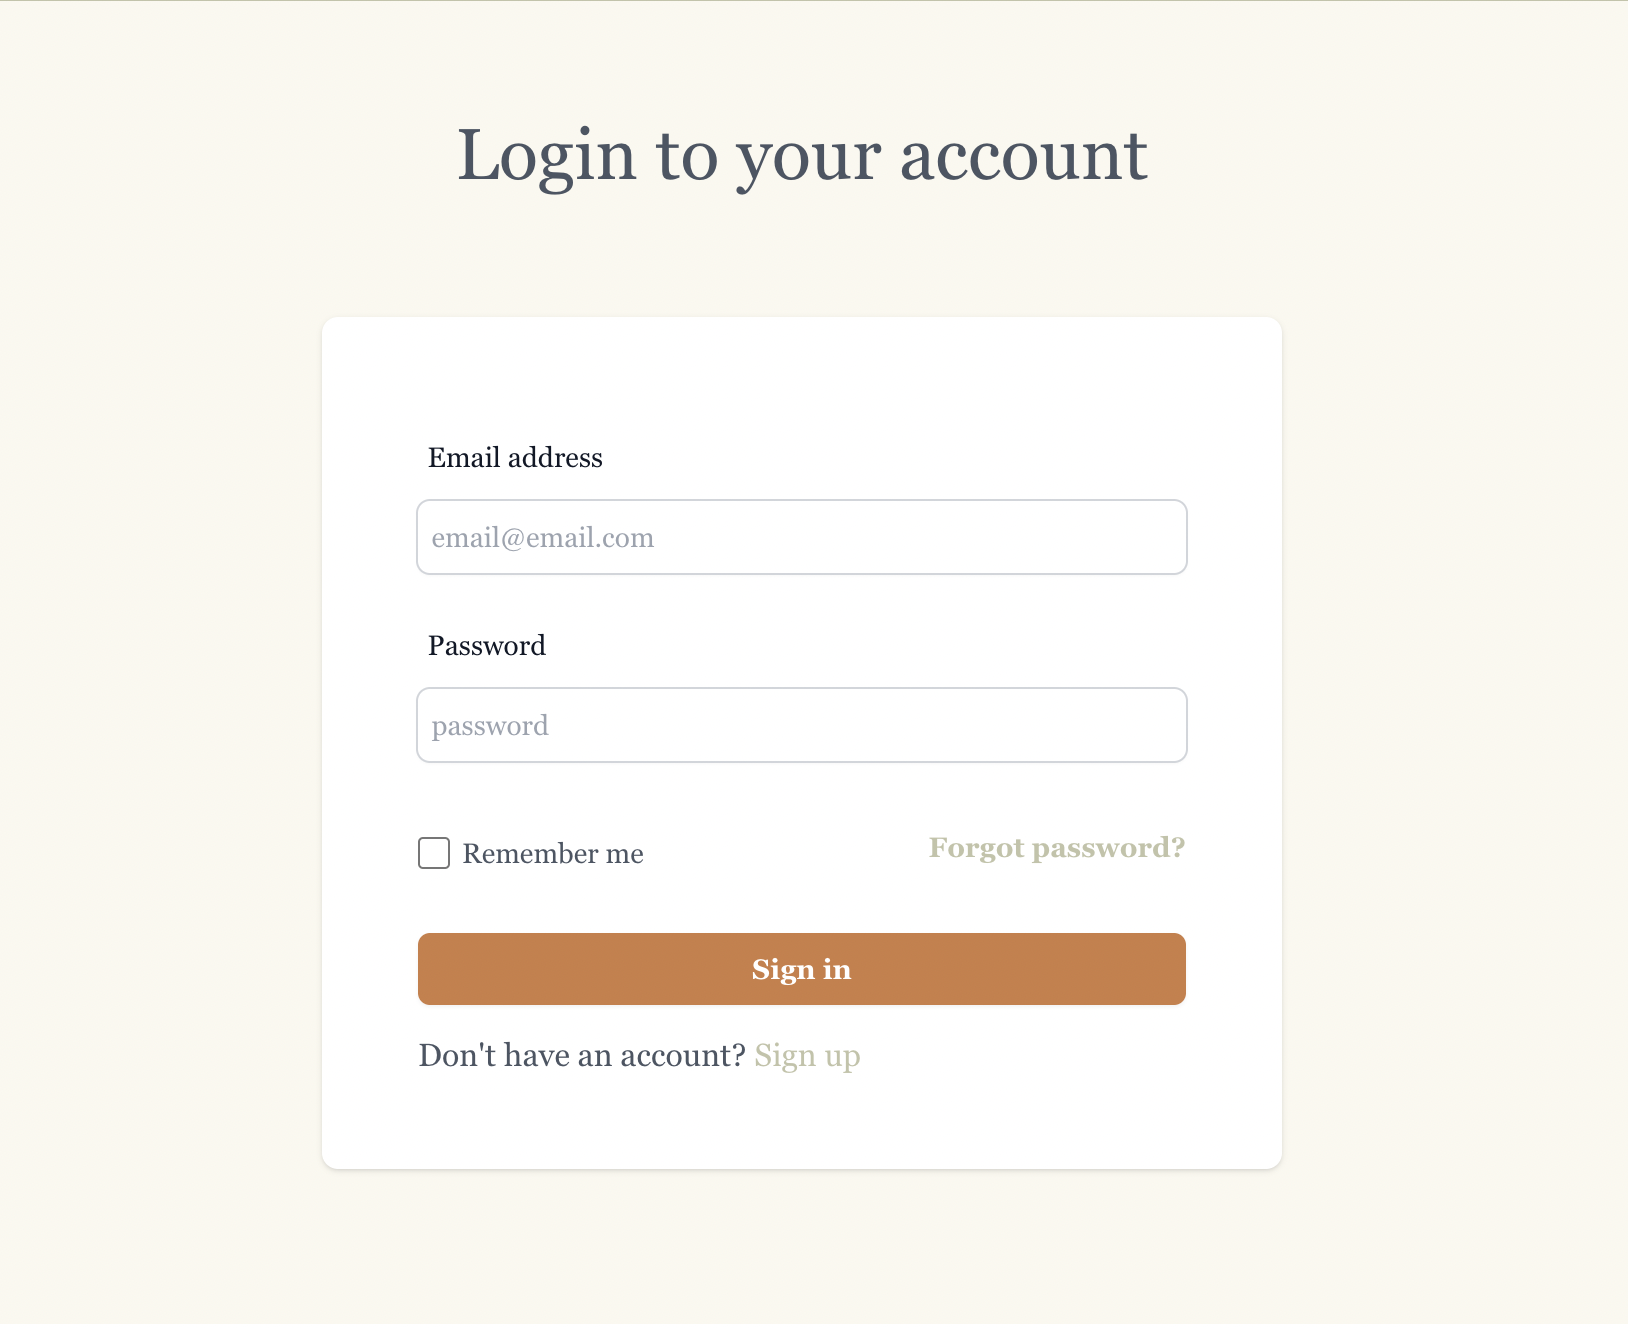 Login to your account
Email address
email@email.com
Password
password
Remember me
Forgot password?
Sign in
Don't have an account? Sign up